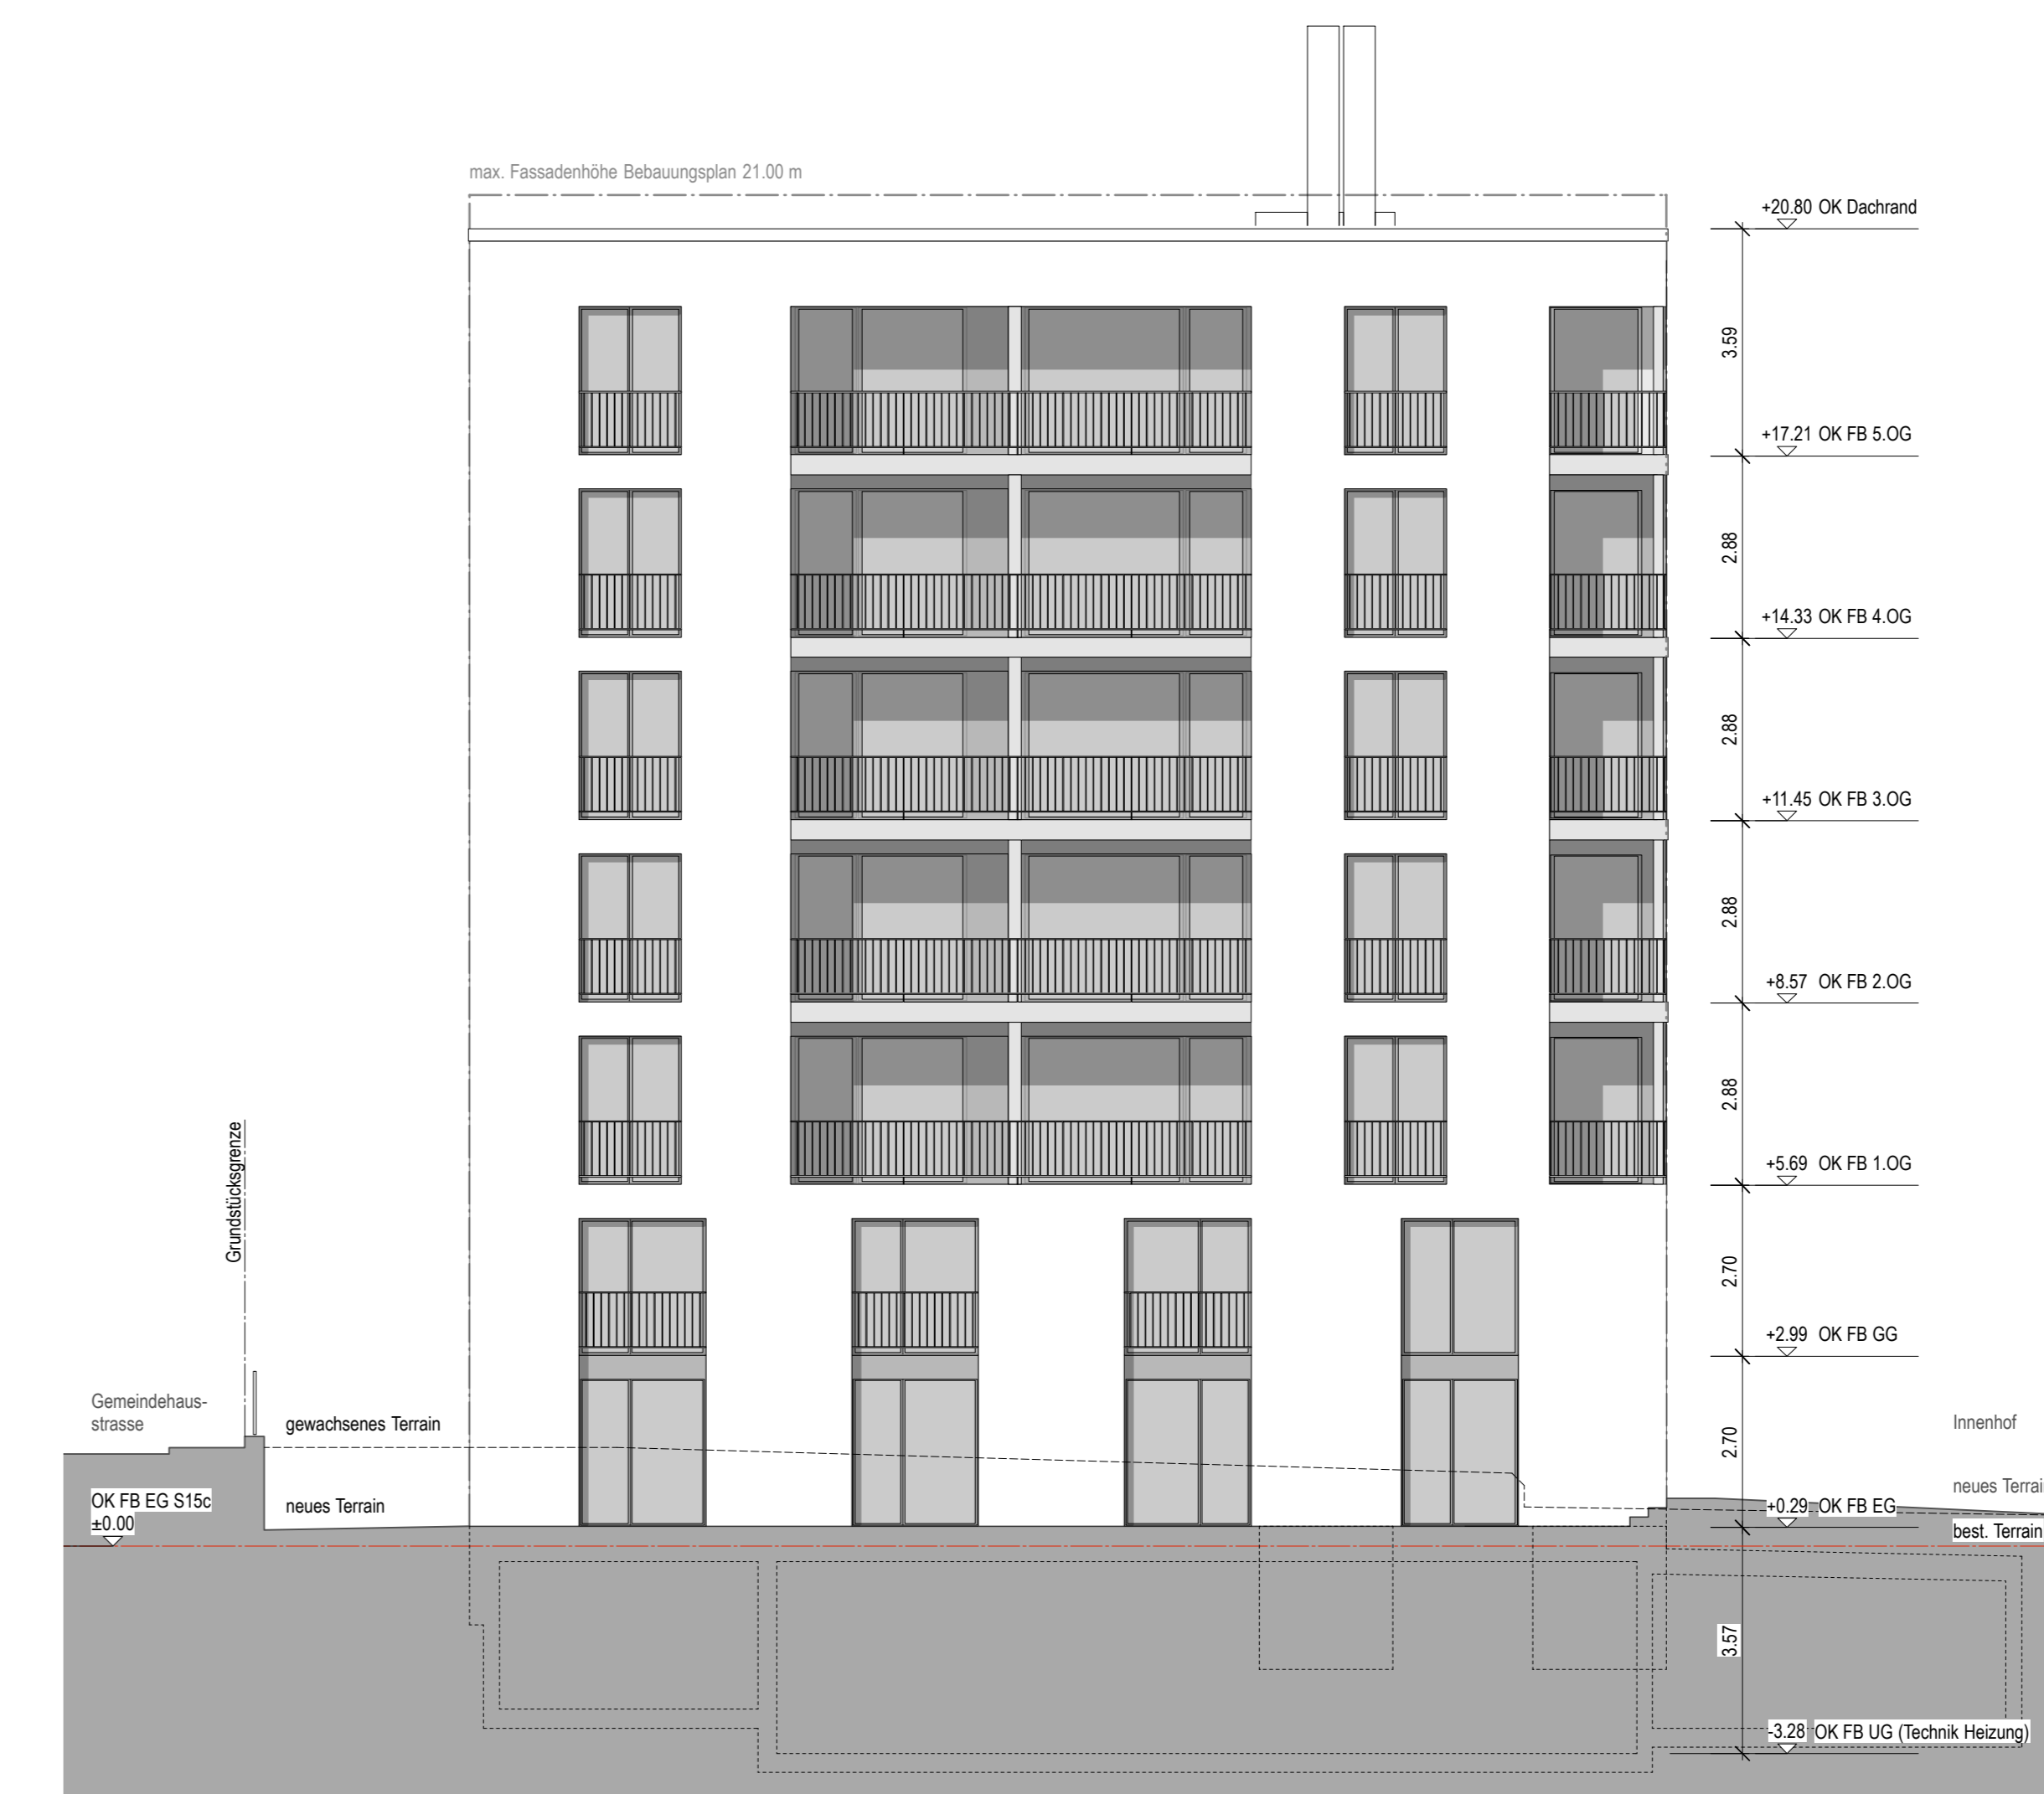 max. Fassadenhöhe Bebauungsplan 21.00 m
+20.80 OK Dachrand
3.59
+17.21 OK FB 5.OG
2.88
+14.33 OK FB 4.OG
2.88
+11.45 OK FB 3.OG
2.88
+8.57 OK FB 2.OG
2.88
+5.69 OK FB 1.OG
Grundstücksgrenze
2.70
+2.99 OK FB GG
Gemeindehaus-
strasse
gewachsenes Terrain
2.70
Innenhof
neues Terrai
OK FB EG S15c
±0.00
neues Terrain
+0.29 OK FB EG
best. Terrain
3.57
-3.28 OK FB UG (Technik Heizung)